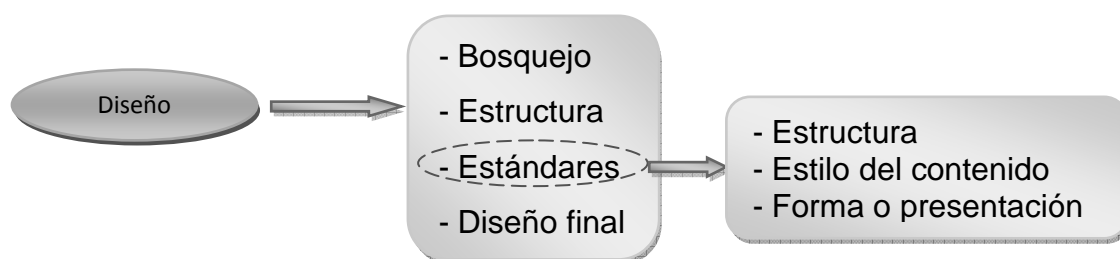 Diseño
- Bosquejo
- Estructura
- Estándares
- Diseño final
- Estructura
- Estilo del contenido
- Forma o presentación